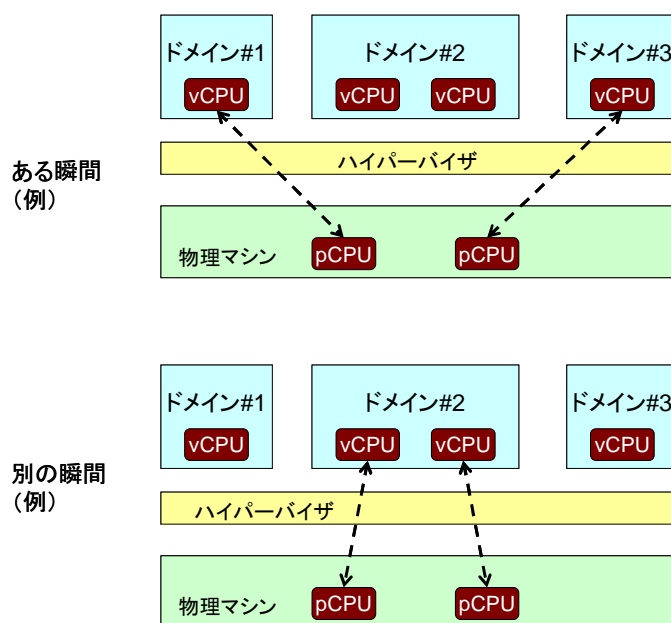 ドメイン#1
ドメイン#2
ドメイン#3
vCPU
vCPU
vCPU
vCPU
ある瞬間
（例）
ハイパーバイザ
物理マシン
pCPU
pCPU
ドメイン#1
ドメイン#2
ドメイン#3
vCPU
vCPU
vCPU
vCPU
別の瞬間
（例）
ハイパーバイザ
物理マシン
pCPU
pCPU